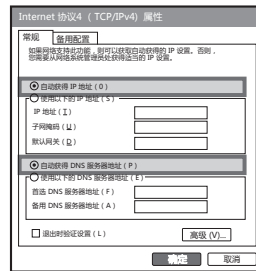 Internet 协议4 （ TCP/IPv4) 属性
常规
备用配置
如果网络支持此功能，则可以获取自动获得的 IP 设置。否则，
您需要从网络系统管理员处获得适当的 IP 设置。
自动获得 IP 地址 ( 0 )
使用以下的 IP 地址 ( S )
IP 地址 ( I )
子网掩码 ( U )
默认网关 ( D )
自动获得 DNS 服务器地址 ( P )
使用以下的 DNS 服务器地址 ( E )
首选 DNS 服务器地址 ( F )
备用 DNS 服务器地址 ( A )
退出时验证设置 ( L )
高级 (V)...
确定
取消